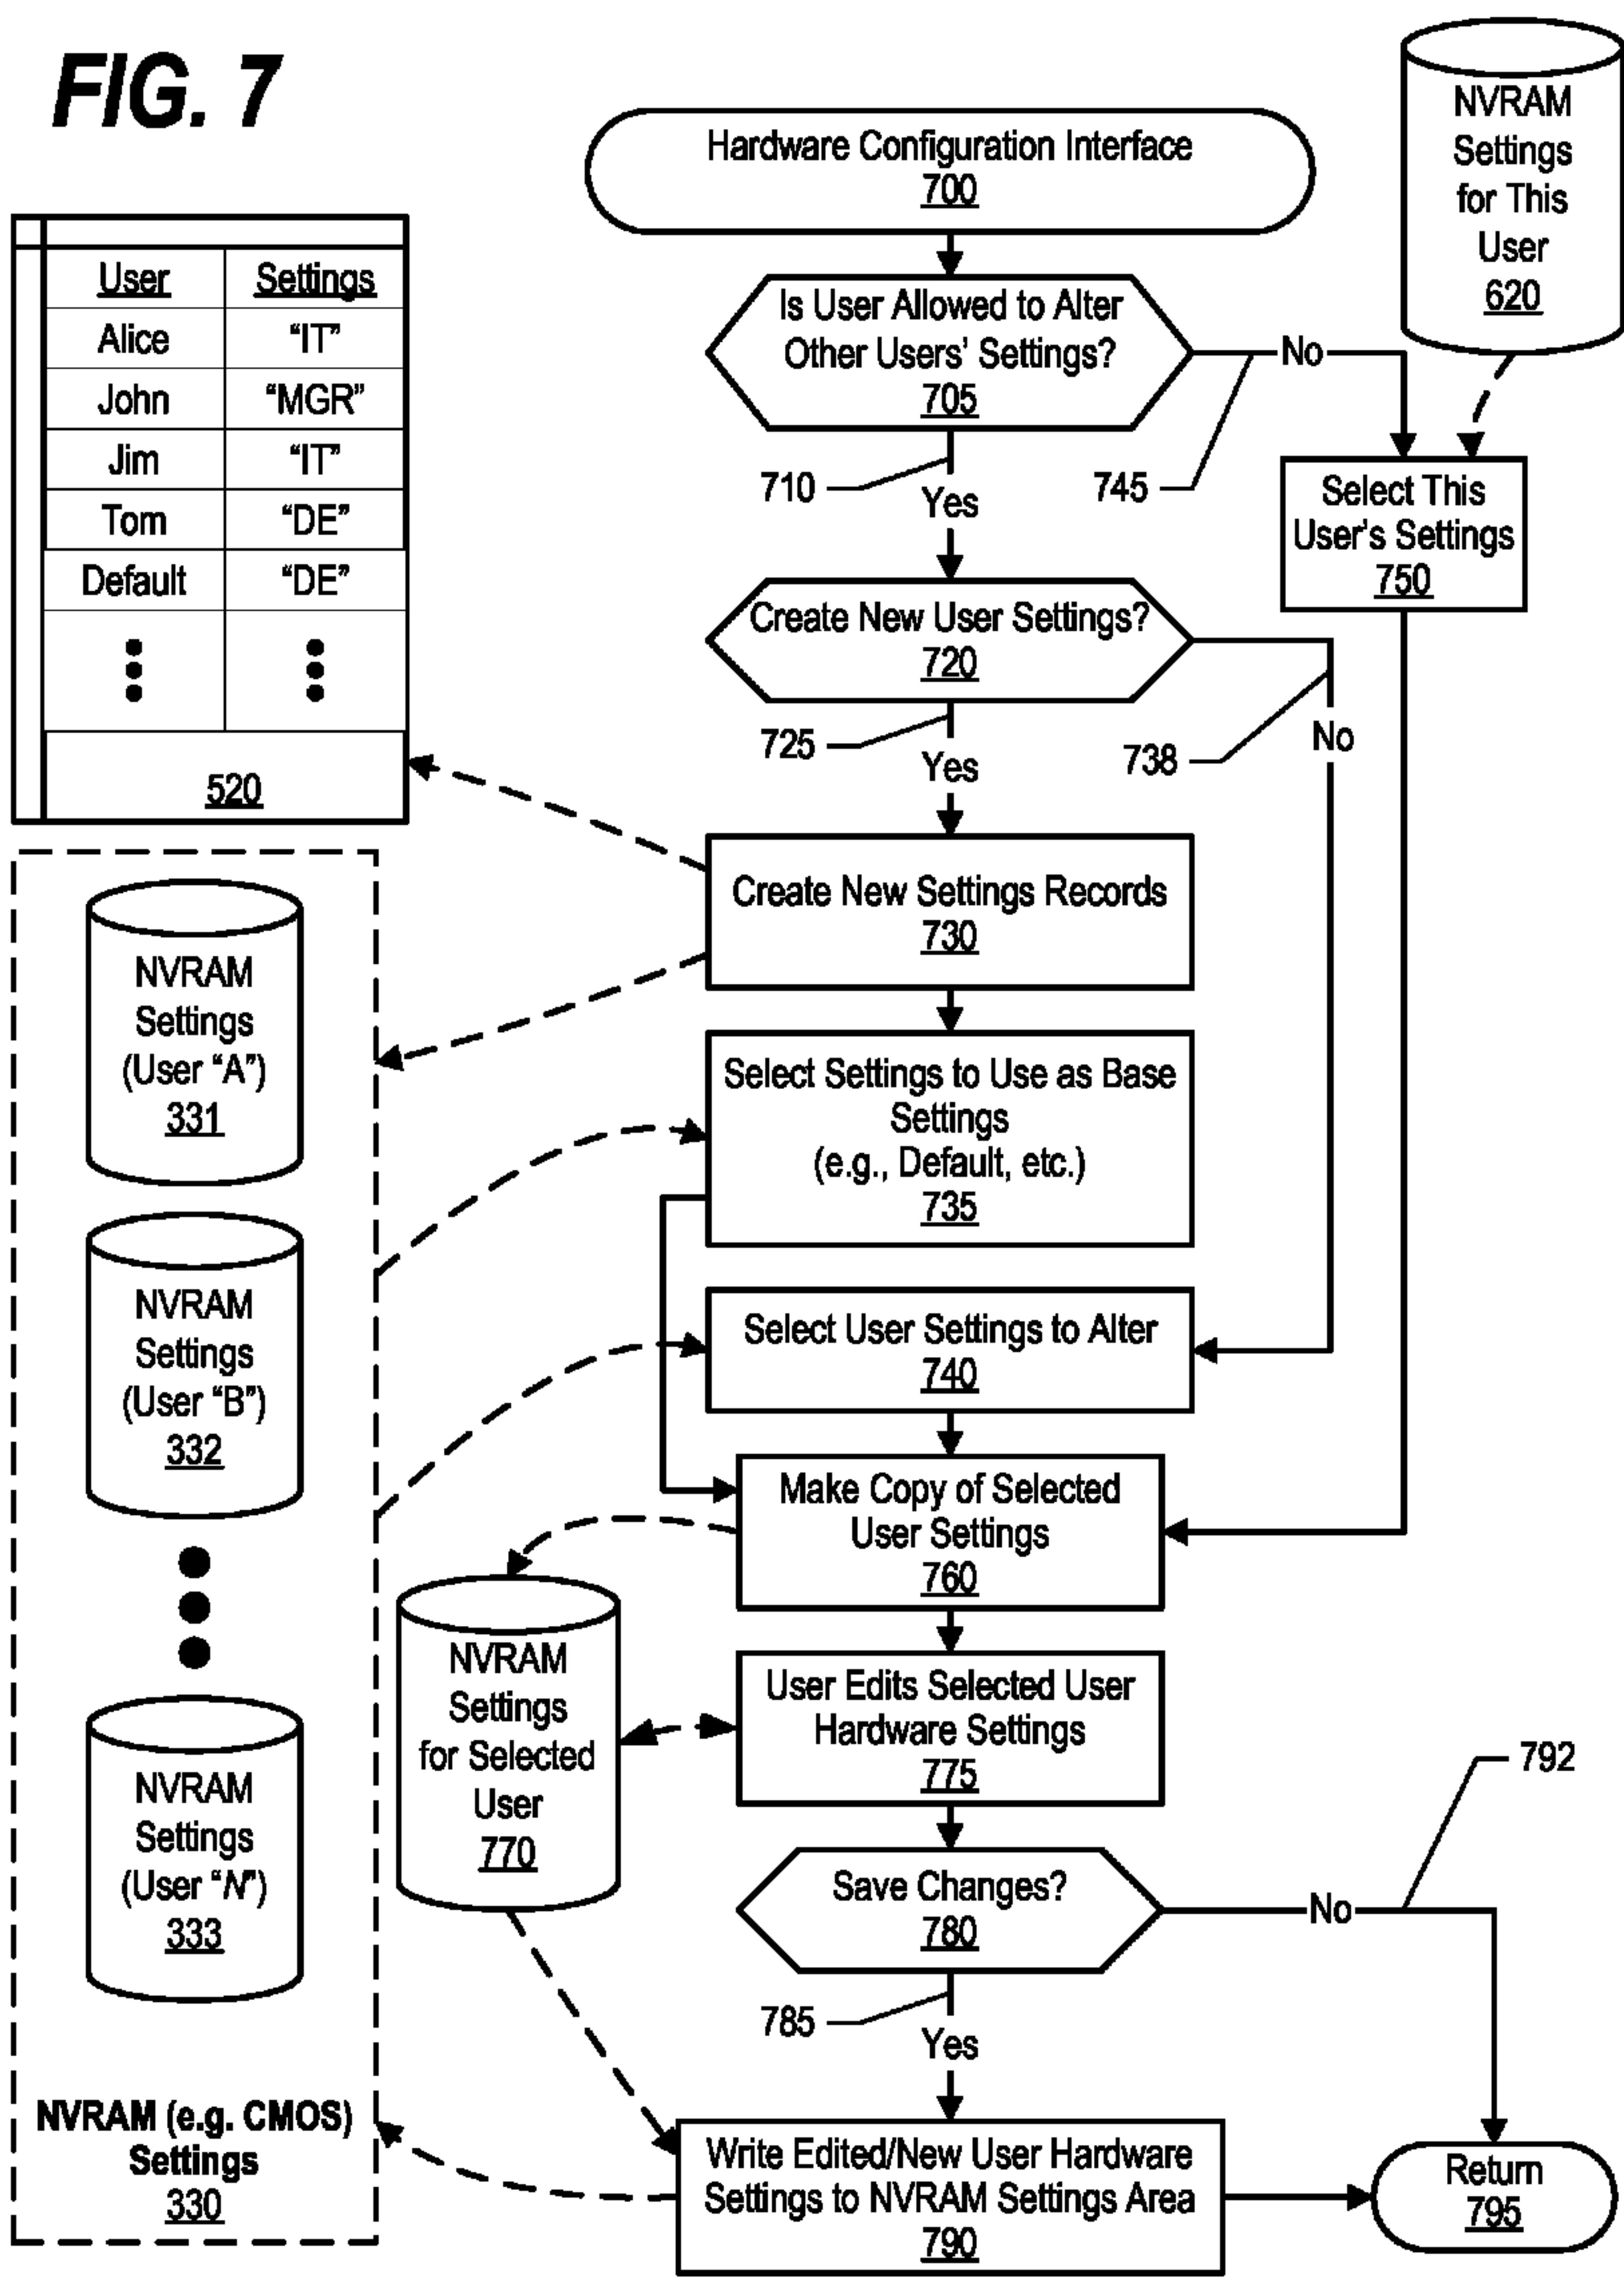 FIG. 7
Hardware Configuration Interface
700
NVRAM
Settings
for This
User
620
User Settings
Alice “IT”
John “MGR”
Jim “IT”
Tom “DE”
Default “DE”
520
Is User Allowed to Alter
Other Users’ Settings?
705
No
745
710
Yes
Select This
User’s Settings
750
Create New User Settings?
720
725
Yes
738
No
Create New Settings Records
730
Select Settings to Use as Base
Settings
(e.g., Default, etc.)
735
Select User Settings to Alter
740
Make Copy of Selected
User Settings
760
NVRAM
Settings
(User “A”)
331
NVRAM
Settings
(User “B”)
332
NVRAM
Settings
(User “N”)
333
NVRAM (e.g. CMOS)
Settings
330
NVRAM
Settings
for Selected
User
770
User Edits Selected User
Hardware Settings
775
Save Changes?
780
No
792
785
Yes
Write Edited/New User Hardware
Settings to NVRAM Settings Area
790
Return
795